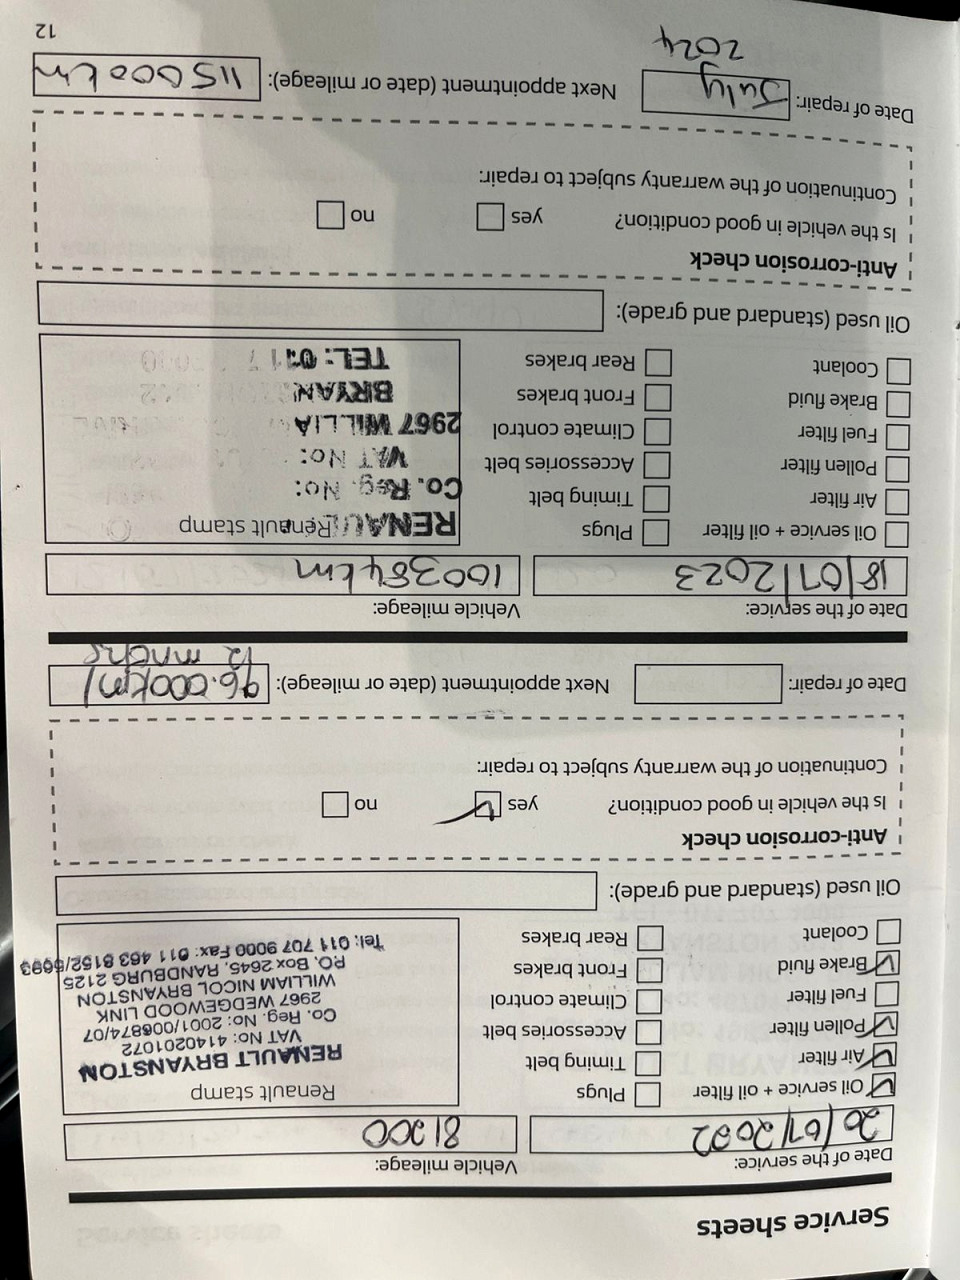 Service sheets
Date of the service: Vehicle mileage:
20/07/2022 81200
Oil service + oil filter Plugs Renault stamp
Air filter Timing belt
Pollen filter Accessories belt
Fuel filter Climate control
Brake fluid Front brakes
Coolant Rear brakes
RENAULT BRYANSTON
VAT No: 4140201072
Co. Reg. No: 2001/006874/07
2967 WEDGEWOOD LINK
WILLIAM NICOL BRYANSTON
P.O. Box 2645, RANDBURG 2125
Tel: 011 707 9000 Fax: 011 463 8152/5693
Oil used (standard and grade):
Anti-corrosion check
Is the vehicle in good condition? yes no
Continuation of the warranty subject to repair:
Date of repair: Next appointment (date or mileage): 96.000km/
12
Date of the service: Vehicle mileage:
18/07/2023 100384km
Oil service + oil filter Plugs Renault stamp
Air filter Timing belt
Pollen filter Accessories belt
Fuel filter Climate control
Brake fluid Front brakes
Coolant Rear brakes
RENAUL
Co. Reg. No:
VAT No:
2967 WILLIA
BRYAN
TEL: 011
Oil used (standard and grade):
Anti-corrosion check
Is the vehicle in good condition? yes no
Continuation of the warranty subject to repair:
Date of repair: July Next appointment (date or mileage): 115000km
2024
12